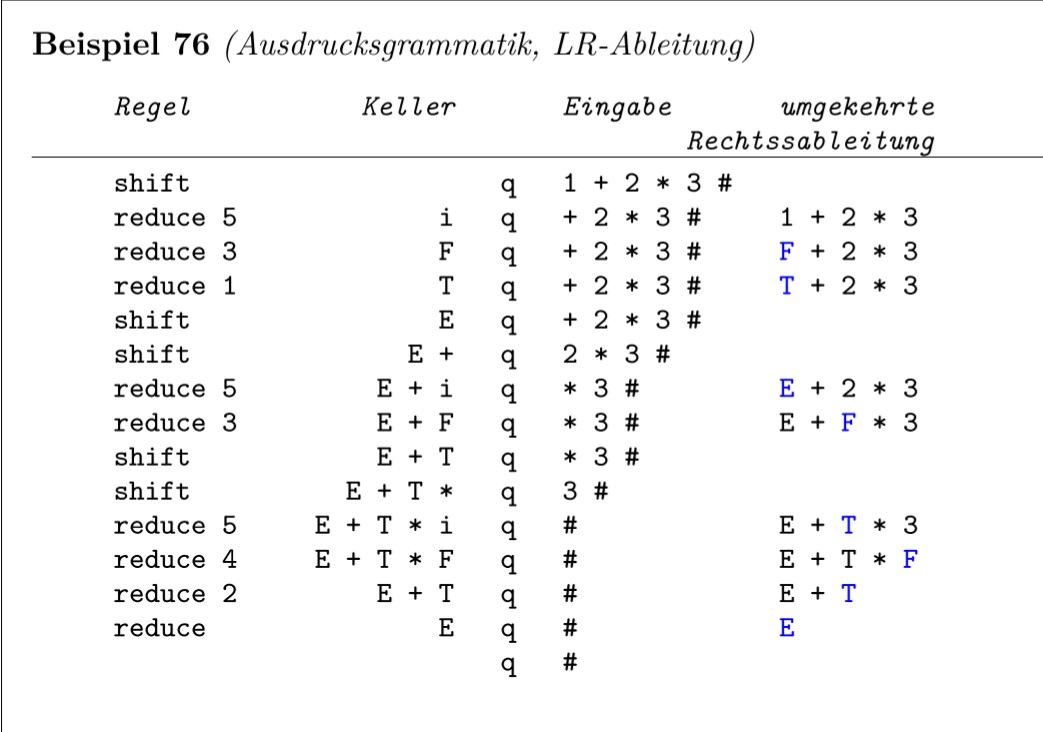 Beispiel 76 (Ausdrucksgrammatik, LR-Ableitung)
Regel Keller Eingabe umgekehrte
Rechtssableitung
shift q 1 + 2 * 3 #
reduce 5 i q + 2 * 3 # 1 + 2 * 3
reduce 3 F q + 2 * 3 # F + 2 * 3
reduce 1 T q + 2 * 3 # T + 2 * 3
shift E q + 2 * 3 #
shift E + q 2 * 3 #
reduce 5 E + i q * 3 # E + 2 * 3
reduce 3 E + F q * 3 # E + F * 3
shift E + T q * 3 #
shift E + T * q 3 #
reduce 5 E + T * i q # E + T * 3
reduce 4 E + T * F q # E + T * F
reduce 2 E + T q # E + T
reduce E q # E
q #